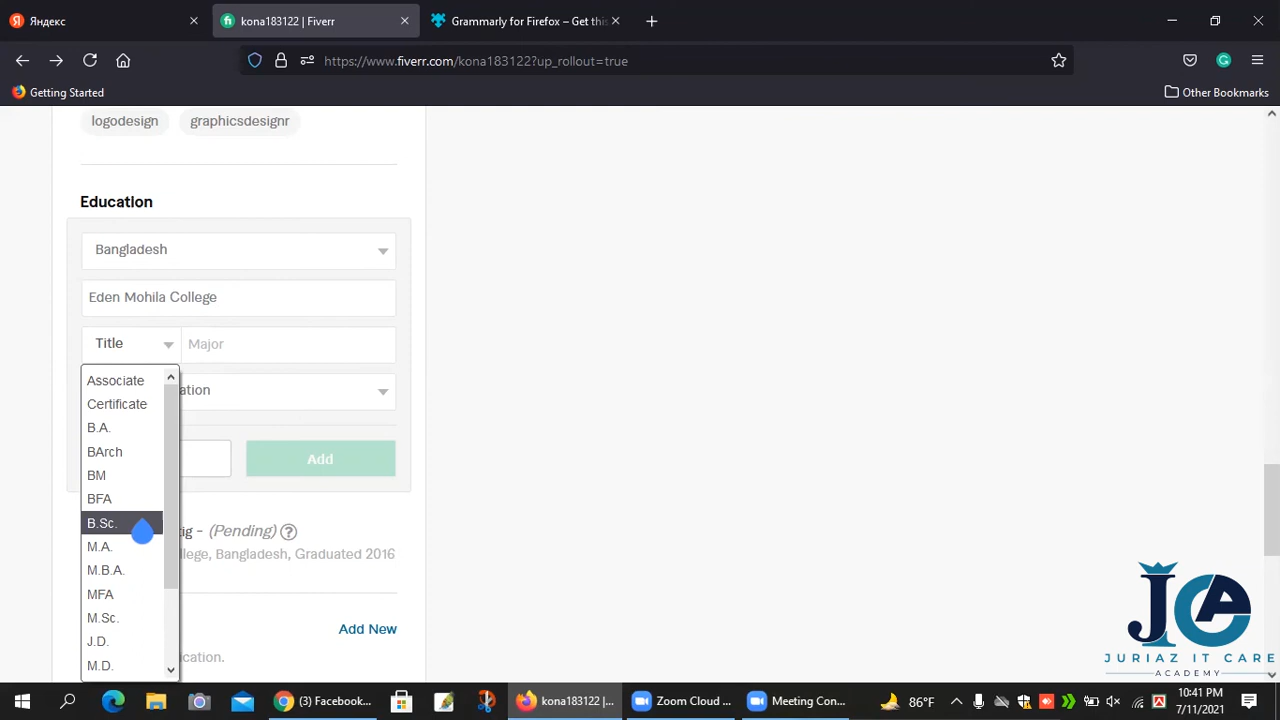 Яндекс
kona183122 | Fiverr
Grammarly for Firefox – Get this
https://www.fiverr.com/kona183122?up_rollout=true
Getting Started
Other Bookmarks
logodesign
graphicsdesignr
Education
Bangladesh
Eden Mohila College
Title
Major
Associate
ation
Certificate
B.A.
BArch
Add
BM
BFA
B.Sc.
tig – (Pending) ?
M.A.
llege, Bangladesh, Graduated 2016
M.B.A.
MFA
M.Sc.
Add New
J.D.
ication.
M.D.
JURIAZ IT CARE
ACADEMY
(3) Facebook...
kona183122 |...
Zoom Cloud ...
Meeting Con...
86°F
10:41 PM
7/11/2021